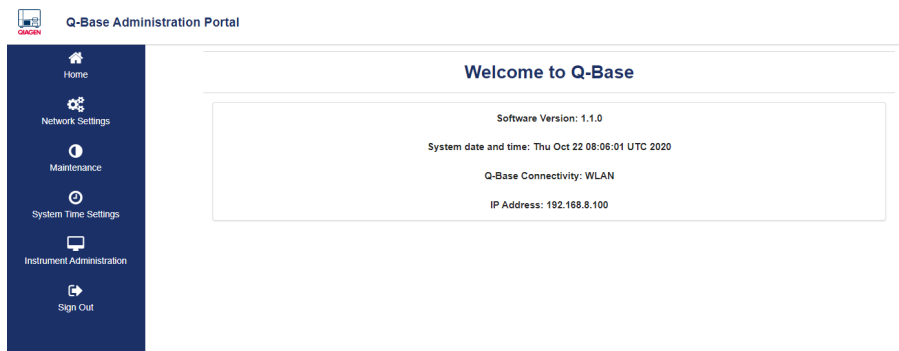 QIAGEN
Q-Base Administration Portal
Home
Network Settings
Maintenance
System Time Settings
Instrument Administration
Sign Out
Welcome to Q-Base
Software Version: 1.1.0
System date and time: Thu Oct 22 08:06:01 UTC 2020
Q-Base Connectivity: WLAN
IP Address: 192.168.8.100